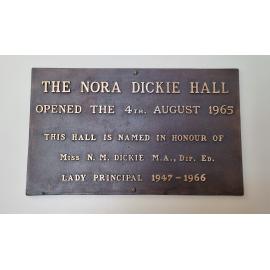 THE NORA DICKIE HALL
OPENED THE 4TH. AUGUST 1965
THIS HALL IS NAMED IN HONOUR OF
MISS N. M. DICKIE M.A., DIP. ED.
LADY PRINCIPAL 1947-1966